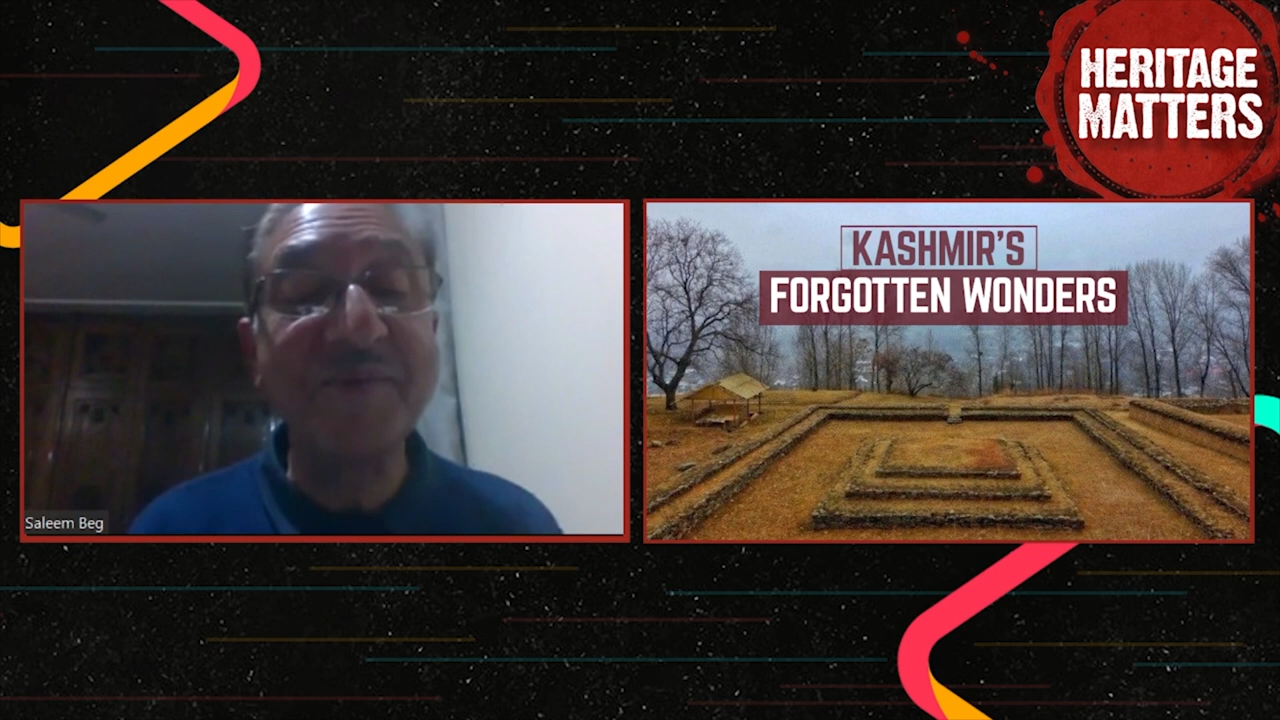 HERITAGE
MATTERS
KASHMIR'S
FORGOTTEN WONDERS
Saleem Beg